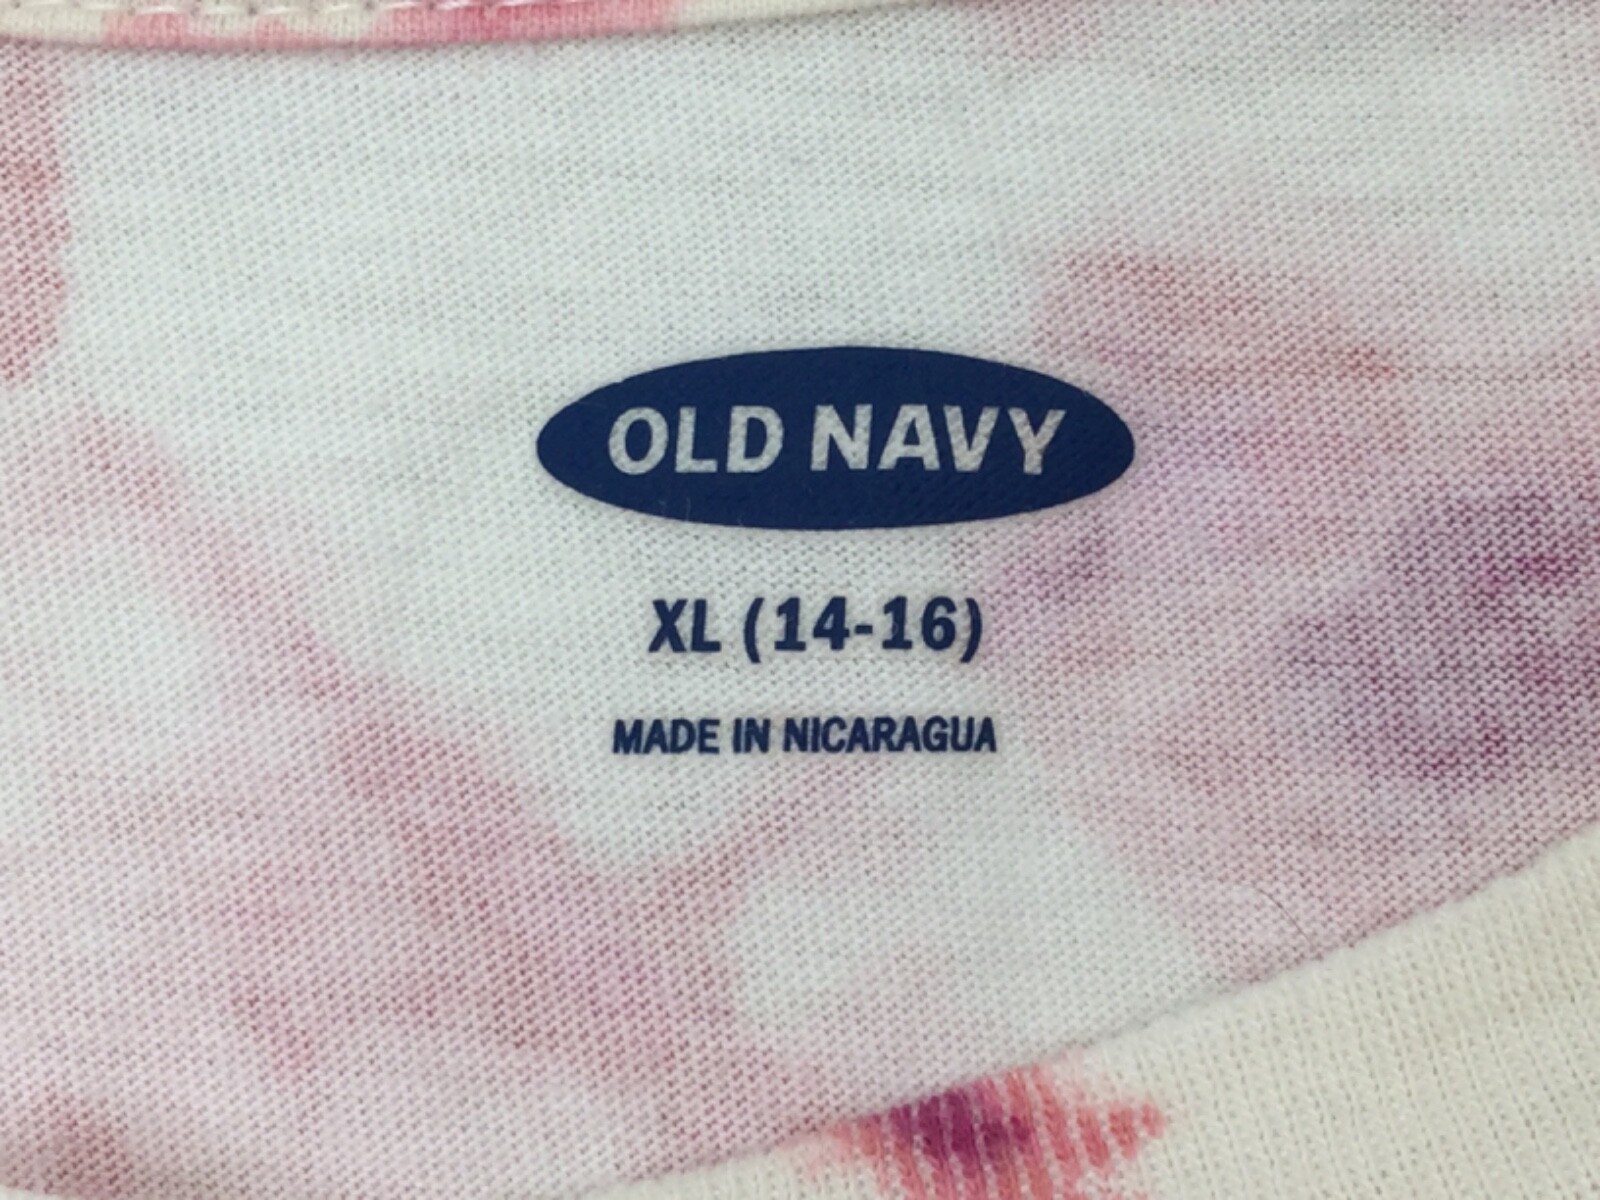 OLD NAVY
XL (14-16)
MADE IN NICARAGUA